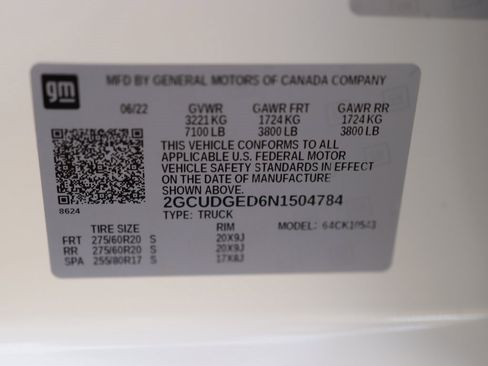 gm
MFD BY GENERAL MOTORS OF CANADA COMPANY
06/22 GVWR GAWR FRT GAWR RR
3221 KG 1724 KG 1724 KG
7100 LB 3800 LB 3800 LB
THIS VEHICLE CONFORMS TO ALL
APPLICABLE U.S. FEDERAL MOTOR
VEHICLE SAFETY STANDARDS IN EFFECT
ON THE DATE OF MANUFACTURE
SHOWN ABOVE.
8624
2GCUDGED6N1504784
TYPE: TRUCK MODEL: 64CK10543
TIRE SIZE RIM
FRT 275/60R20 S 20X9J
RR 275/60R20 S 20X9J
SPA 255/80R17 S 17X8J